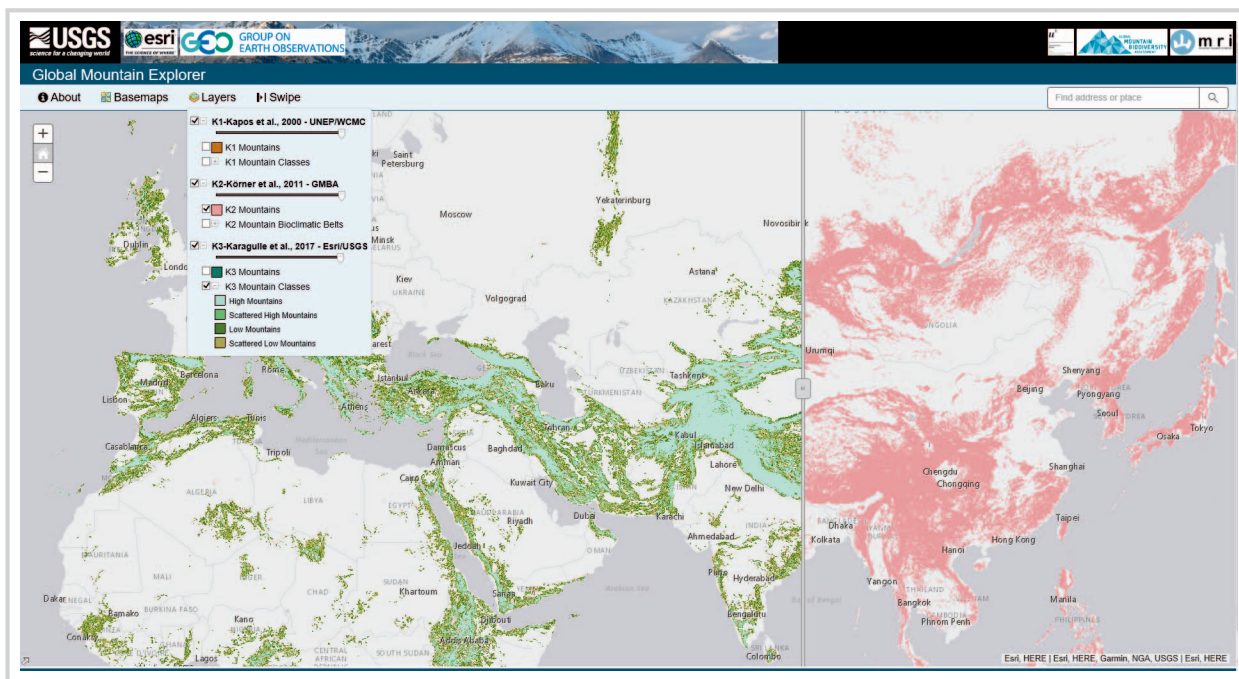 USGS
science for a changing world
esri
THE SCIENCE OF WHERE
GEO GROUP ON
EARTH OBSERVATIONS
GLOBAL
MOUNTAIN
BIODIVERSITY
ASSESSMENT
mri
Global Mountain Explorer
About Basemaps Layers Swipe
Find address or place
K1-Kapos et al., 2000 - UNEP/WCMC
K1 Mountains
K1 Mountain Classes
K2-Körner et al., 2011 - GMBA
K2 Mountains
K2 Mountain Bioclimatic Belts
K3-Karagulle et al., 2017 - Esri/USGS
K3 Mountains
K3 Mountain Classes
High Mountains
Scattered High Mountains
Low Mountains
Scattered Low Mountains
Saint
Petersburg
Yekaterinburg
Moscow
Novosibir k
Dublin
Minsk
Astana
Kiev
UKRAINE
Volgograd
KAZAKHSTAN
MONGOLIA
Urumqi
Shenyang
Beijing
Pyongyang
Seoul
Tokyo
Osaka
Barcelona
Rome
Istanbul
Ankara
Baku
UZBEKISTAN
Tashkent
TURKMENISTAN
Madrid
Lisbon
Algiers
Tunis
Athens
Tehran
Kabul
Islamabad
Casablanca
Tripoli
Damascus
Baghdad
Amman
Lahore
Chengdu
Chongqing
Shanghai
Cairo
Kuwait City
New Delhi
ALGERIA
LIBYA
EGYPT
SAUDI ARABIA
Riyadh
Dubai
Karachi
INDIA
Ahmedabad
Dhaka
Kolkata
Taipei
Hong Kong
Hanoi
Jeddah
OMAN
MAURITANIA
MALI
NIGER
CHAD
SUDAN
Khartoum
Sanaa
Arabian Sea
Pune
Hyderabad
Yangon
THAILAND
Bangkok
Phnom Penh
Manila
PHILIPPINES
Dakar
Bamako
BURKINA FASO
Kano
Djibouti
Bengaluru
Conakry
Lagos
CENTRAL
AFRICAN
SOUTH SUDAN
Addis Ababa
Colombo
Esri, HERE | Esri, HERE, Garmin, NGA, USGS | Esri, HERE